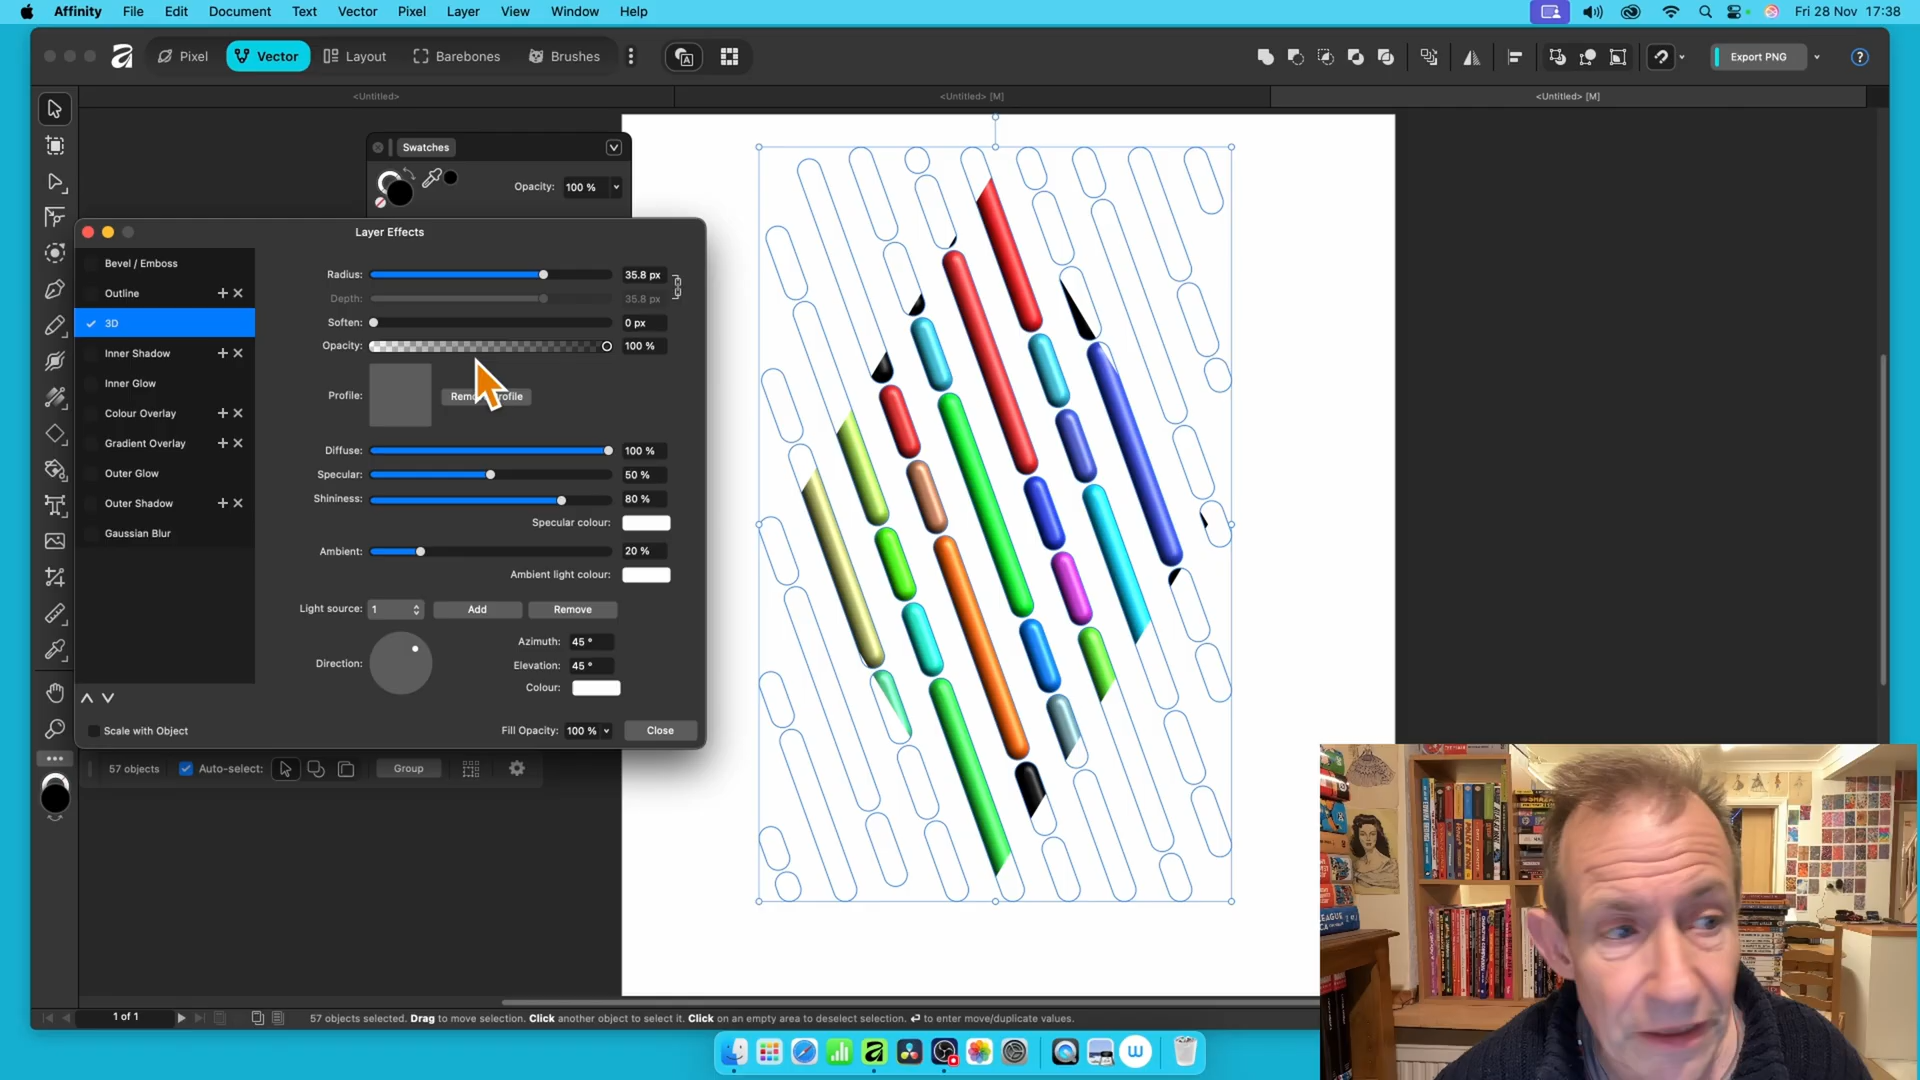 Affinity File Edit Document Text Vector Pixel Layer View Window Help
Fri 28 Nov 17:38
Pixel Vector Layout Barebones Brushes
Export PNG
<Untitled> <Untitled> [M] <Untitled> [M]
Swatches
Opacity: 100 %
Layer Effects
Bevel / Emboss
Outline
3D
Inner Shadow
Inner Glow
Colour Overlay
Gradient Overlay
Outer Glow
Outer Shadow
Gaussian Blur
Radius: 35.8 px
Depth: 35.8 px
Soften: 0 px
Opacity: 100 %
Profile:
Diffuse: 100 %
Specular: 50 %
Shininess: 80 %
Specular colour:
Ambient: 20 %
Ambient light colour:
Light source: 1 Add Remove
Azimuth: 45 °
Direction:
Elevation: 45 °
Colour:
Scale with Object
Fill Opacity: 100 % Close
57 objects Auto-select: Group
1 of 1
57 objects selected. Drag to move selection. Click another object to select it. Click on an empty area to deselect selection. ⏎ to enter move/duplicate values.